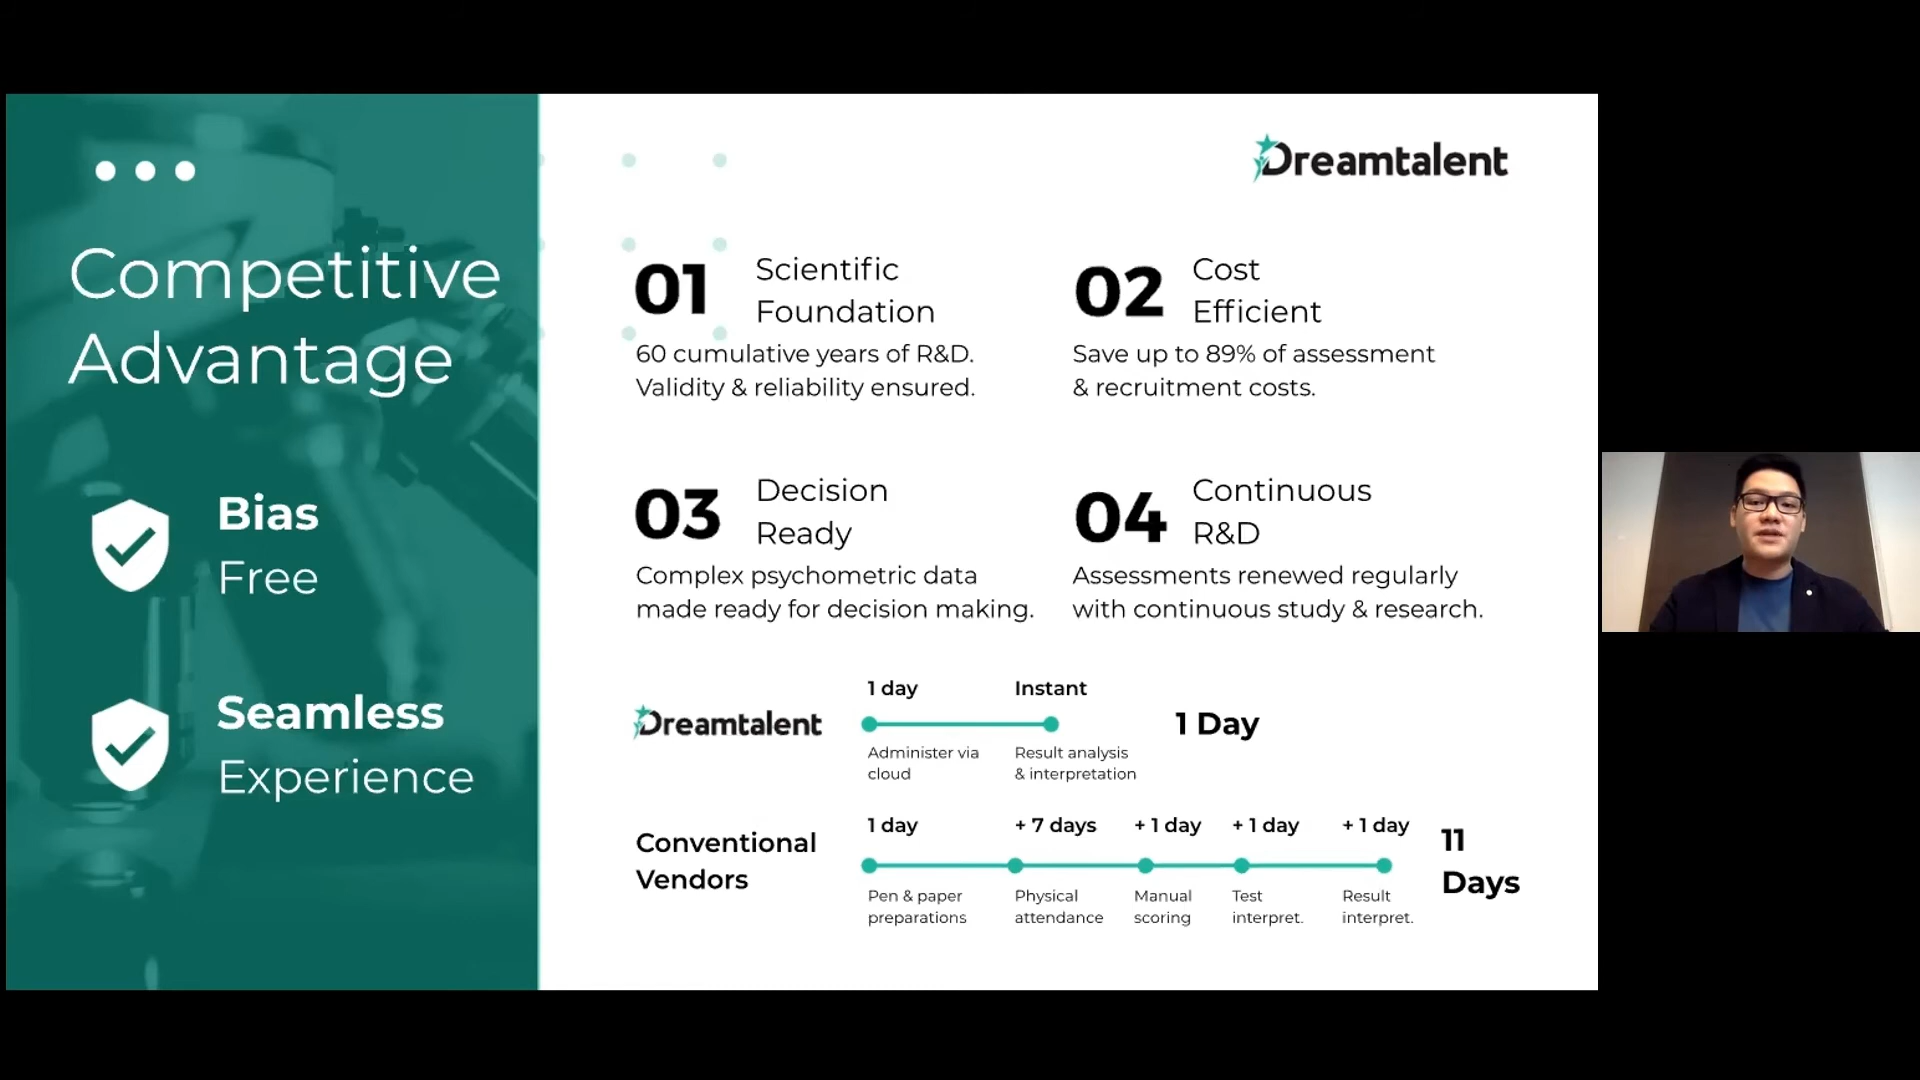 Competitive
Advantage
Bias
Free
Seamless
Experience
Dreamtalent
01
Scientific
Foundation
60 cumulative years of R&D.
Validity & reliability ensured.
02
Cost
Efficient
Save up to 89% of assessment
& recruitment costs.
03
Decision
Ready
Complex psychometric data
made ready for decision making.
04
Continuous
R&D
Assessments renewed regularly
with continuous study & research.
Dreamtalent
1 day
Administer via
cloud
Instant
Result analysis
& interpretation
1 Day
Conventional
Vendors
1 day
Pen & paper
preparations
+ 7 days
Physical
attendance
+ 1 day
Manual
scoring
+ 1 day
Test
interpret.
+ 1 day
Result
interpret.
11
Days